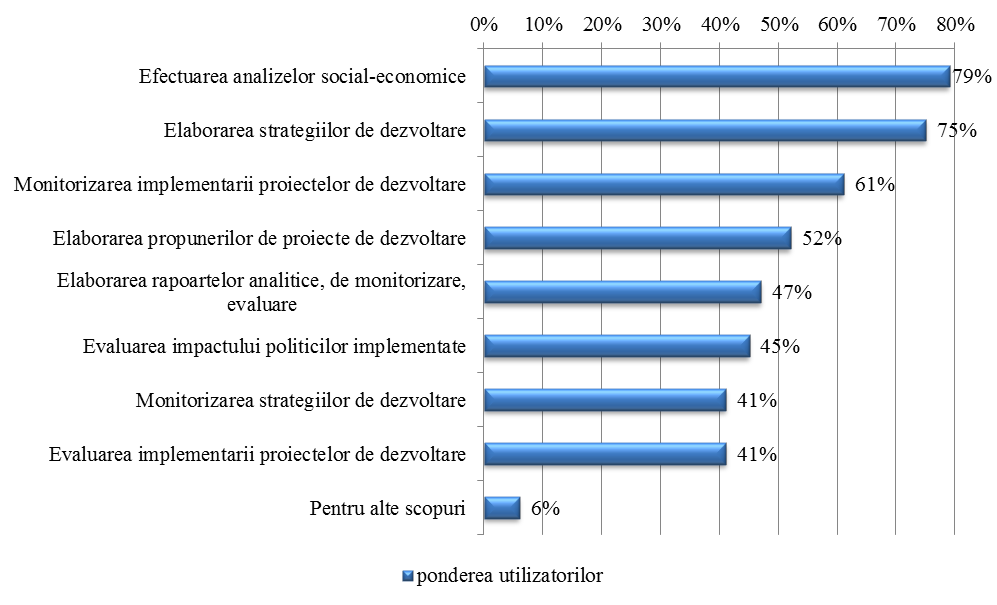 0% 10% 20% 30% 40% 50% 60% 70% 80%
Efectuarea analizelor social-economice 79%
Elaborarea strategiilor de dezvoltare 75%
Monitorizarea implementarii proiectelor de dezvoltare 61%
Elaborarea propunerilor de proiecte de dezvoltare 52%
Elaborarea rapoartelor analitice, de monitorizare,
evaluare 47%
Evaluarea impactului politicilor implementate 45%
Monitorizarea strategiilor de dezvoltare 41%
Evaluarea implementarii proiectelor de dezvoltare 41%
Pentru alte scopuri 6%
ponderea utilizatorilor